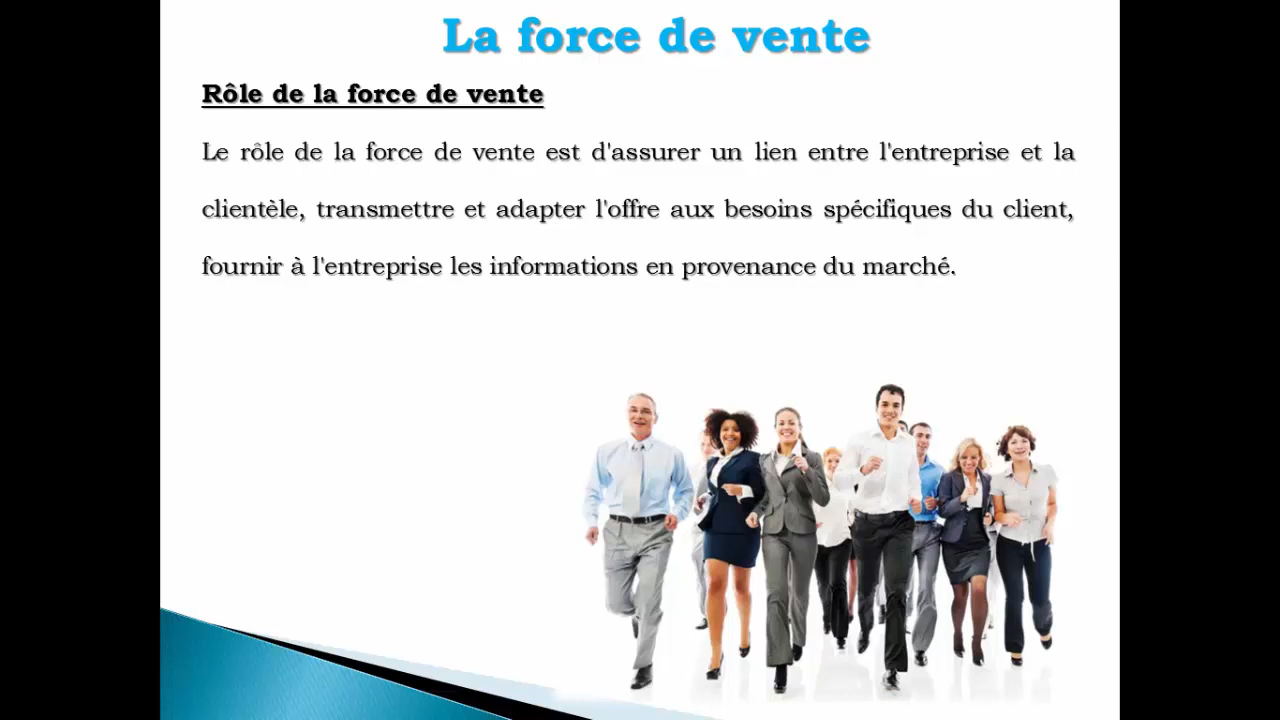 La force de vente
Rôle de la force de vente
Le rôle de la force de vente est d'assurer un lien entre l'entreprise et la
clientèle, transmettre et adapter l'offre aux besoins spécifiques du client,
fournir à l'entreprise les informations en provenance du marché.